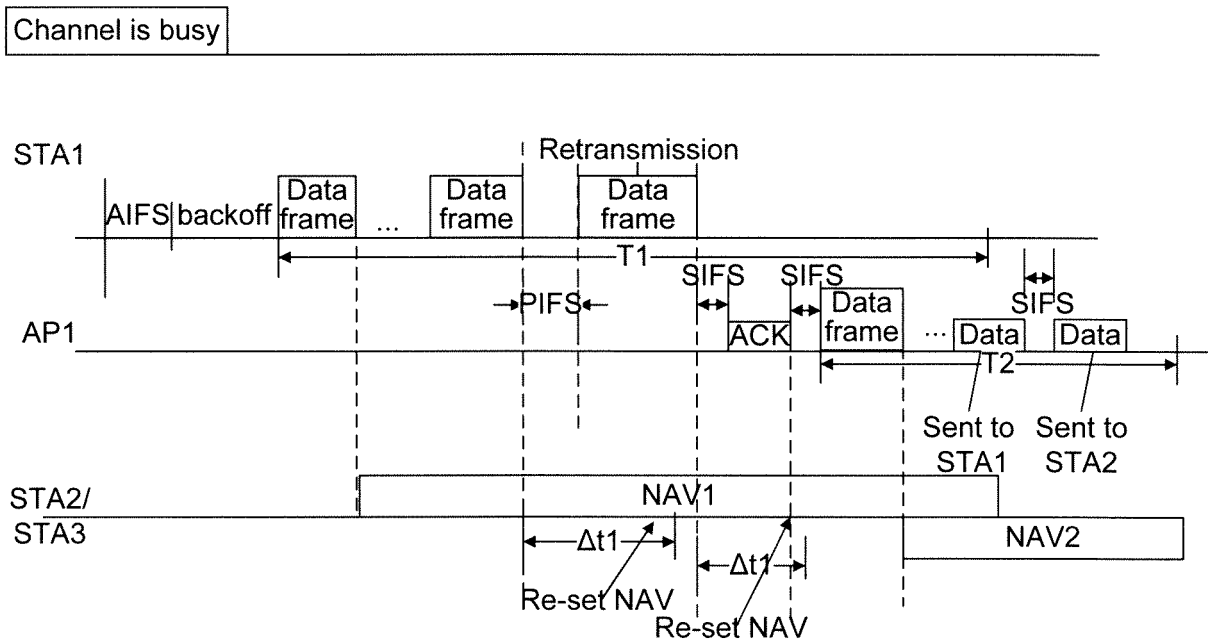 Channel is busy
STA1
Retransmission
AIFS
backoff
Data
frame
...
Data
frame
Data
frame
T1
SIFS
SIFS
SIFS
PIFS
AP1
ACK
Data
frame
...
Data
Data
T2
Sent to
STA1
Sent to
STA2
STA2/
STA3
NAV1
NAV2
Δt1
Δt1
Re-set NAV
Re-set NAV